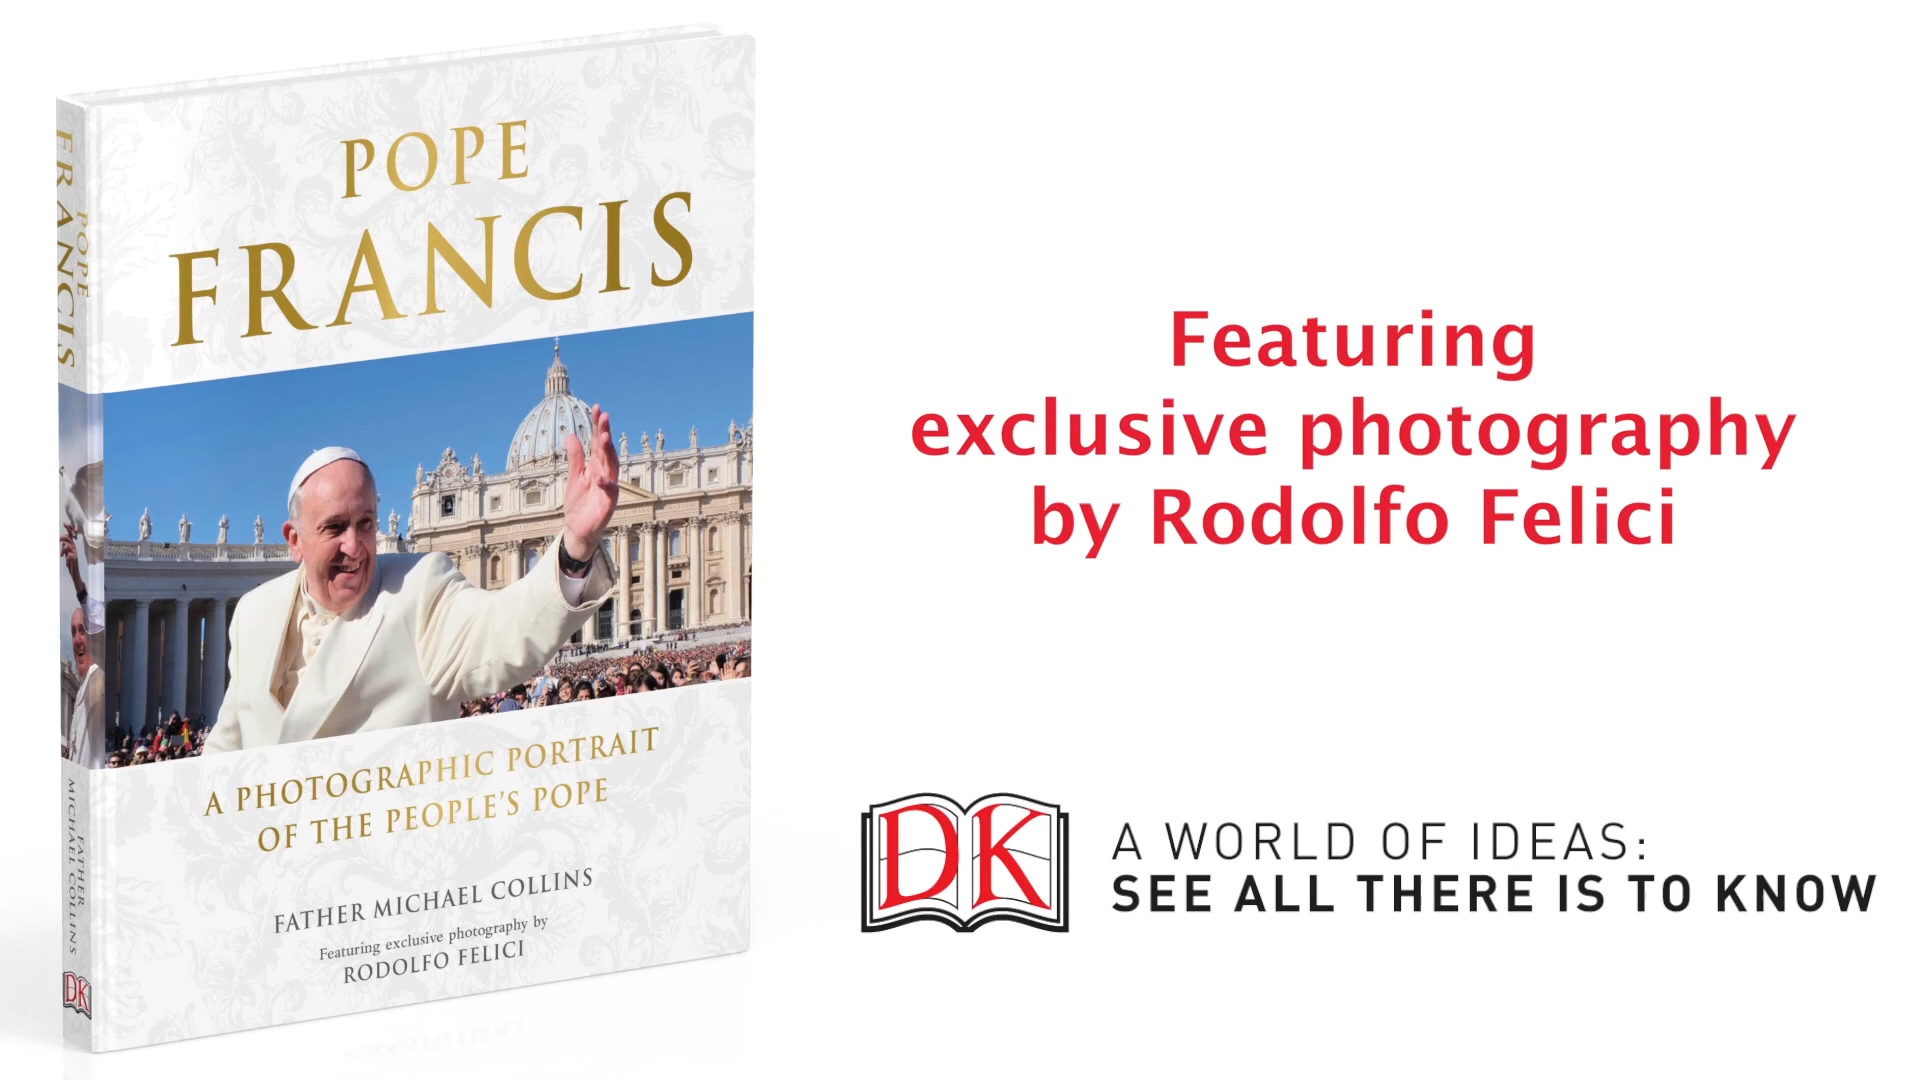 POPE
FRANCIS
A PHOTOGRAPHIC PORTRAIT
OF THE PEOPLE'S POPE
FATHER MICHAEL COLLINS
Featuring exclusive photography by
RODOLFO FELICI
POPE
FRANCIS
FATHER
MICHAEL COLLINS
DK
Featuring
exclusive photography
by Rodolfo Felici
DK
A WORLD OF IDEAS:
SEE ALL THERE IS TO KNOW